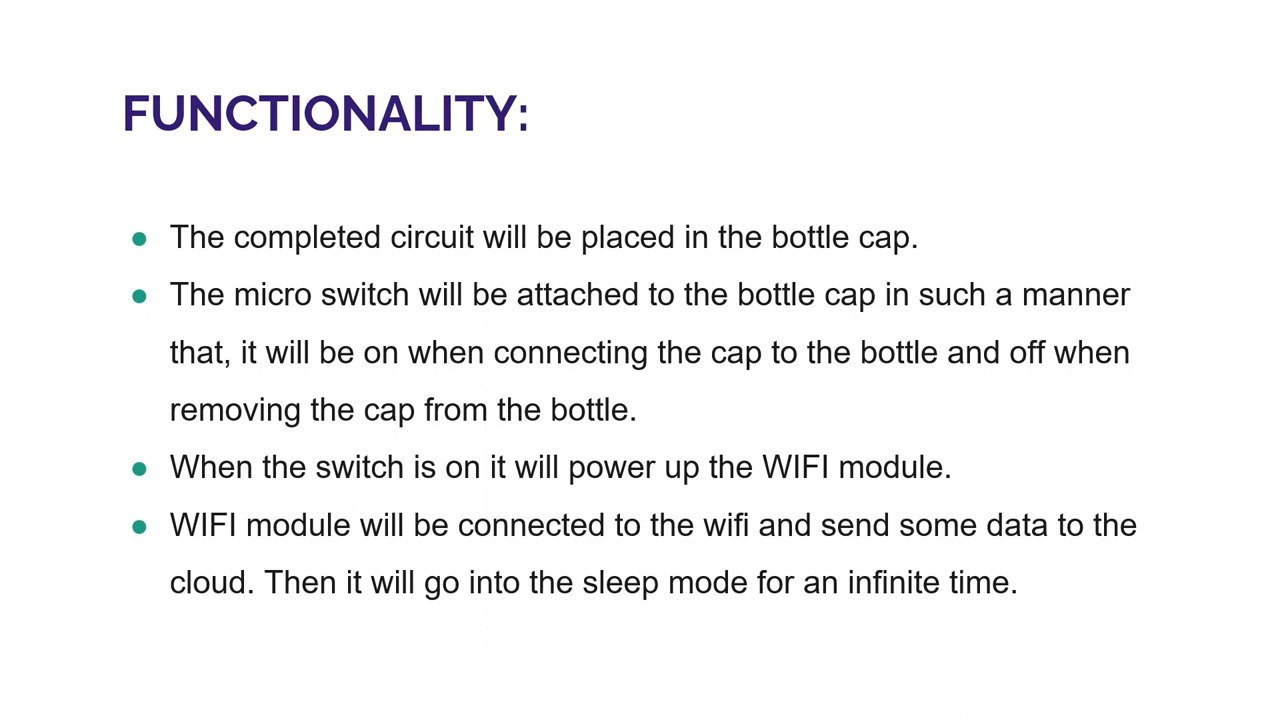 FUNCTIONALITY:
● The completed circuit will be placed in the bottle cap.
● The micro switch will be attached to the bottle cap in such a manner
that, it will be on when connecting the cap to the bottle and off when
removing the cap from the bottle.
● When the switch is on it will power up the WIFI module.
● WIFI module will be connected to the wifi and send some data to the
cloud. Then it will go into the sleep mode for an infinite time.